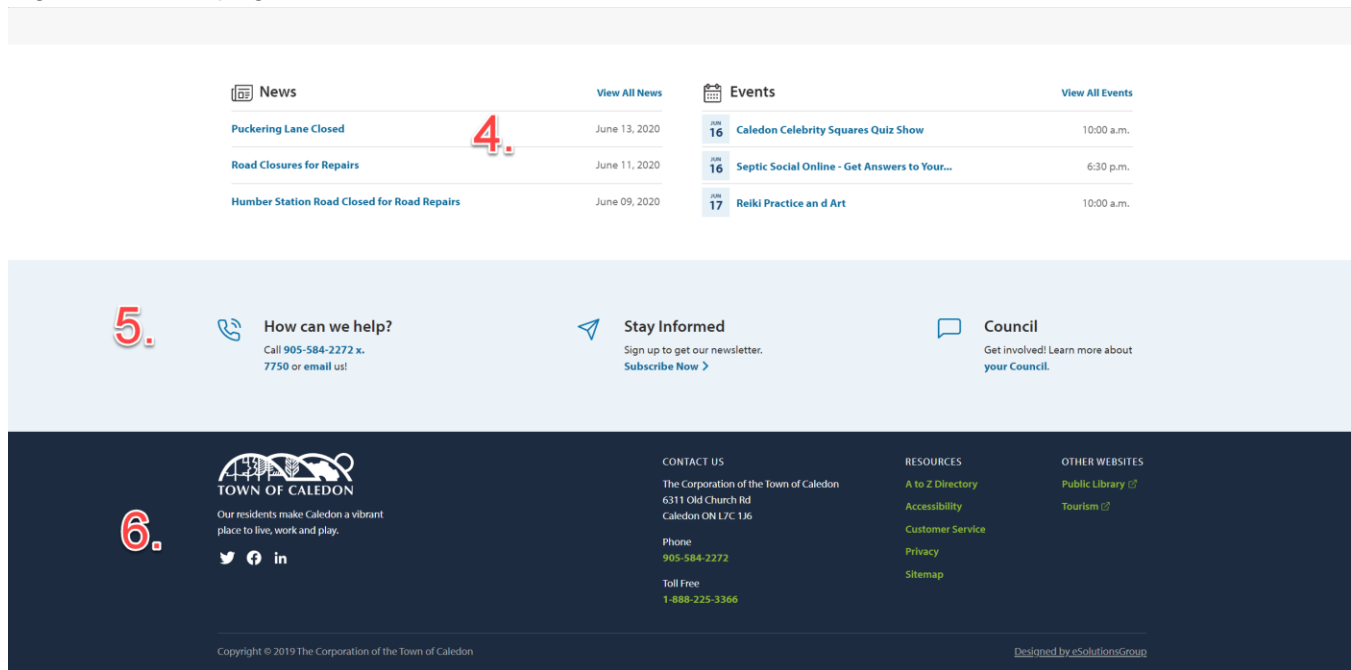 News
View All News
Puckering Lane Closed
June 13, 2020
Road Closures for Repairs
June 11, 2020
Humber Station Road Closed for Road Repairs
June 09, 2020
4.
Events
View All Events
JUN
16
Caledon Celebrity Squares Quiz Show
10:00 a.m.
JUN
16
Septic Social Online - Get Answers to Your...
6:30 p.m.
JUN
17
Reiki Practice an d Art
10:00 a.m.
5.
How can we help?
Call 905-584-2272 x.
7750 or email us!
Stay Informed
Sign up to get our newsletter.
Subscribe Now >
Council
Get involved! Learn more about
your Council.
6.
TOWN OF CALEDON
Our residents make Caledon a vibrant
place to live, work and play.
in
CONTACT US
The Corporation of the Town of Caledon
6311 Old Church Rd
Caledon ON L7C 1J6
Phone
905-584-2272
Toll Free
1-888-225-3366
RESOURCES
A to Z Directory
Accessibility
Customer Service
Privacy
Sitemap
OTHER WEBSITES
Public Library
Tourism
Copyright © 2019 The Corporation of the Town of Caledon
Designed by eSolutionsGroup